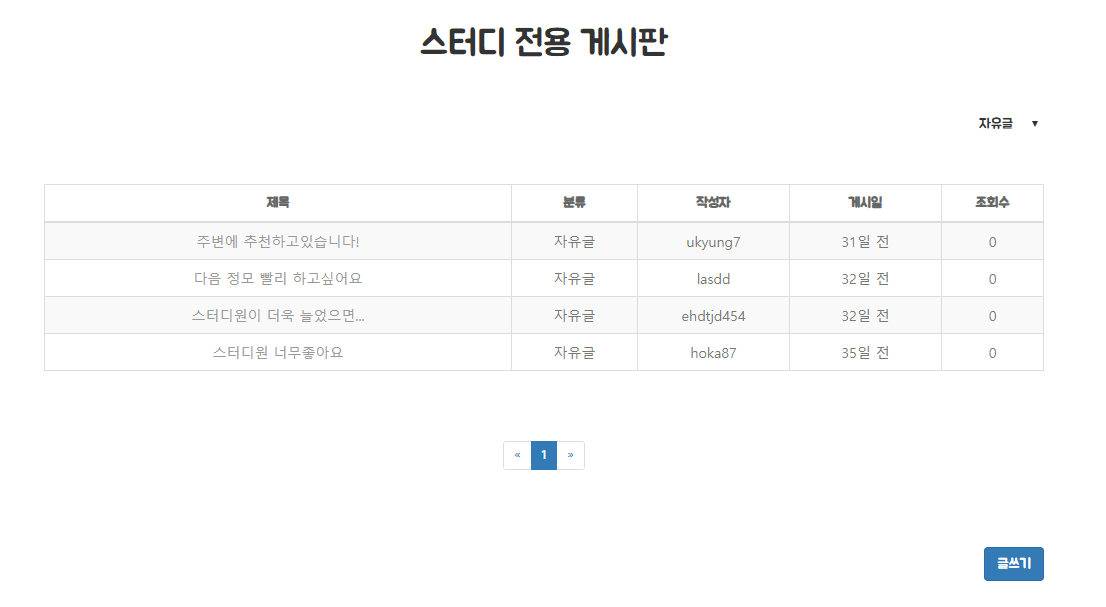 스터디 전용 게시판
자유글 ▼
제목 분류 작성자 게시일 조회수
주변에 추천하고있습니다! 자유글 ukyung7 31일 전 0
다음 정모 빨리 하고싶어요 자유글 lasdd 32일 전 0
스터디원이 더욱 늘었으면... 자유글 ehdtjd454 32일 전 0
스터디원 너무좋아요 자유글 hoka87 35일 전 0
« 1 »
글쓰기